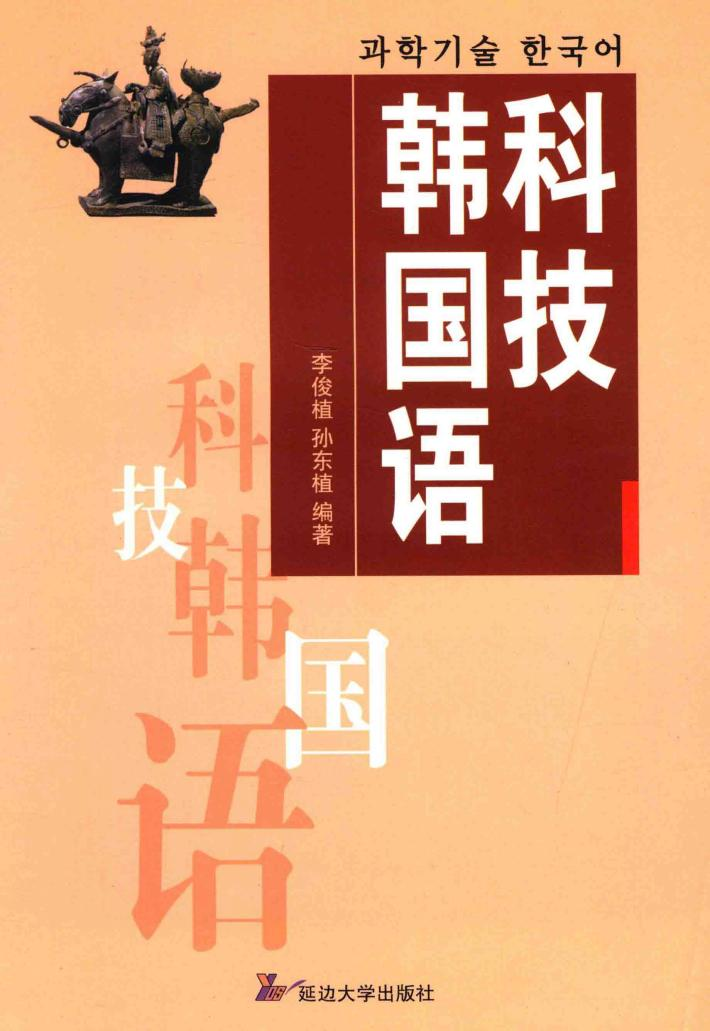 과학기술 한국어
科技
韩国语
李俊植 孙东植 编著
科
技
韩
国
语
YDS 延边大学出版社